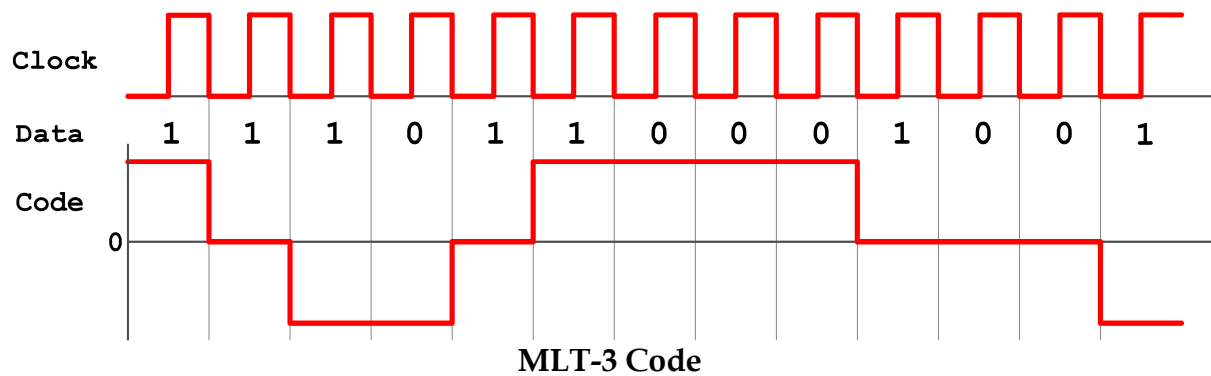 Clock
Data 1 1 1 0 1 1 0 0 0 1 0 0 1
Code
0
MLT-3 Code